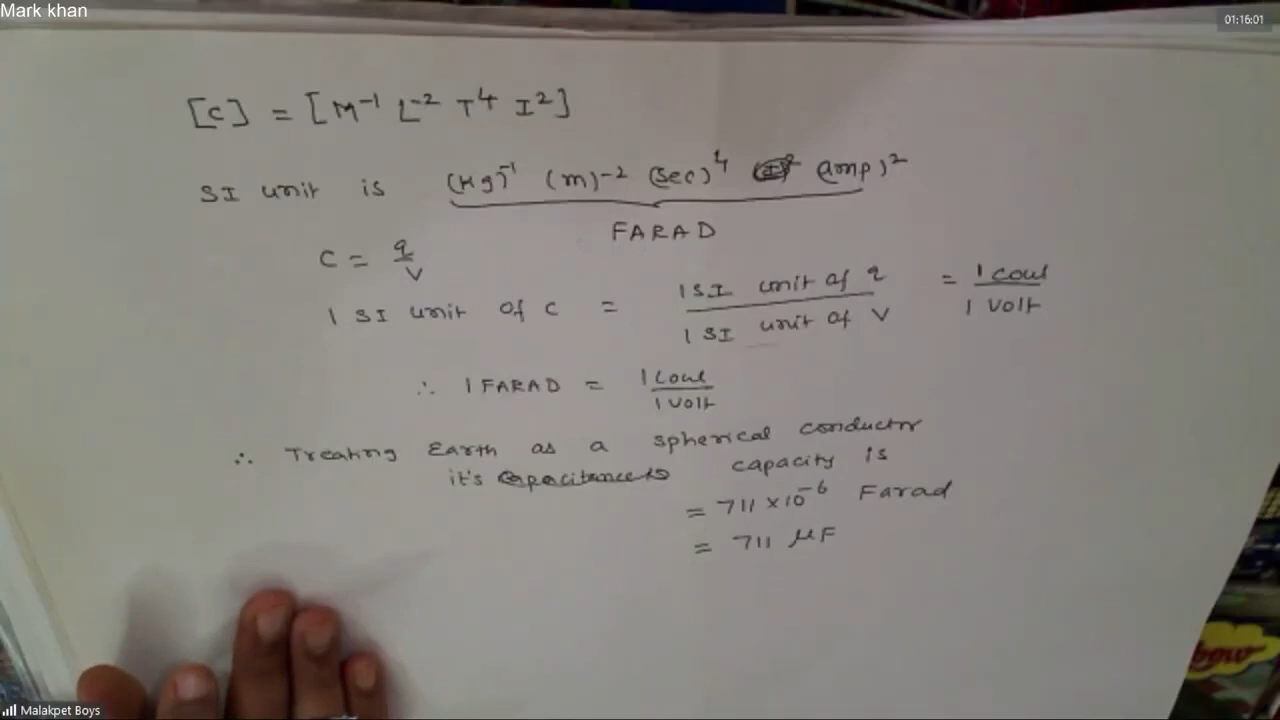 Mark khan
01:16:01
[C] = [M⁻¹ L⁻² T⁴ I²]
SI unit is (Kg)⁻¹ (m)⁻² (sec)⁴ (amp)²
FARAD
C = q/V
1 SI unit of C = 1 SI unit of q / 1 SI unit of V = 1 coul / 1 volt
∴ 1 FARAD = 1 coul / 1 volt
∴ Treating Earth as a spherical conductor
it's capacity is
= 711 × 10⁻⁶ Farad
= 711 µF
Malakpet Boys